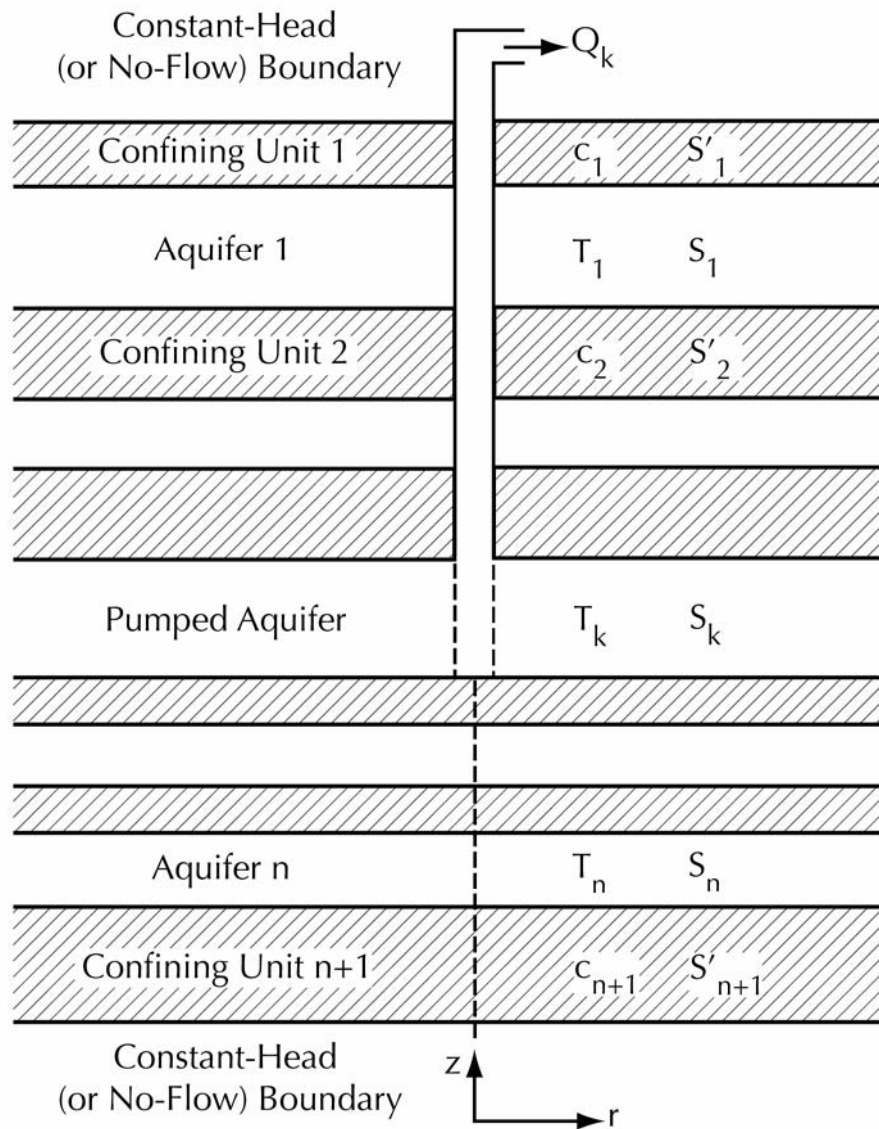 Constant-Head
(or No-Flow) Boundary
Q_k
Confining Unit 1 c_1 S′_1
Aquifer 1 T_1 S_1
Confining Unit 2 c_2 S′_2
Pumped Aquifer T_k S_k
Aquifer n T_n S_n
Confining Unit n+1 c_{n+1} S′_{n+1}
Constant-Head
(or No-Flow) Boundary
z
r